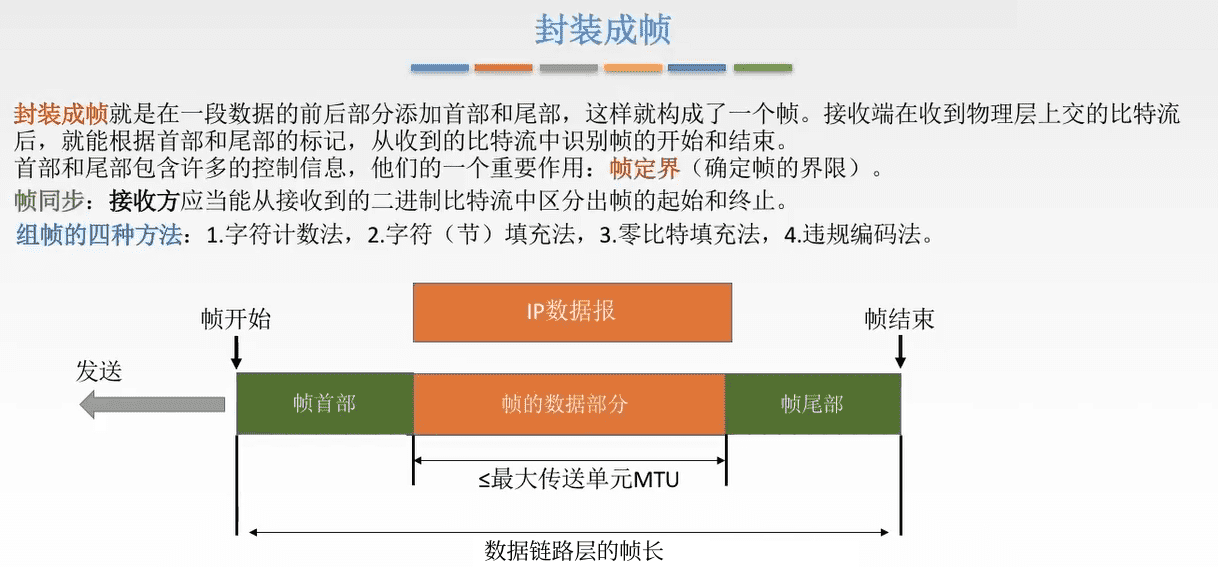 封装成帧
封装成帧就是在一段数据的前后部分添加首部和尾部，这样就构成了一个帧。接收端在收到物理层上交的比特流
后，就能根据首部和尾部的标记，从收到的比特流中识别帧的开始和结束。
首部和尾部包含许多的控制信息，他们的一个重要作用：帧定界（确定帧的界限）。
帧同步：接收方应当能从接收到的二进制比特流中区分出帧的起始和终止。
组帧的四种方法：1.字符计数法，2.字符（节）填充法，3.零比特填充法，4.违规编码法。
IP数据报
帧开始
帧结束
发送
帧首部
帧的数据部分
帧尾部
≤最大传送单元MTU
数据链路层的帧长